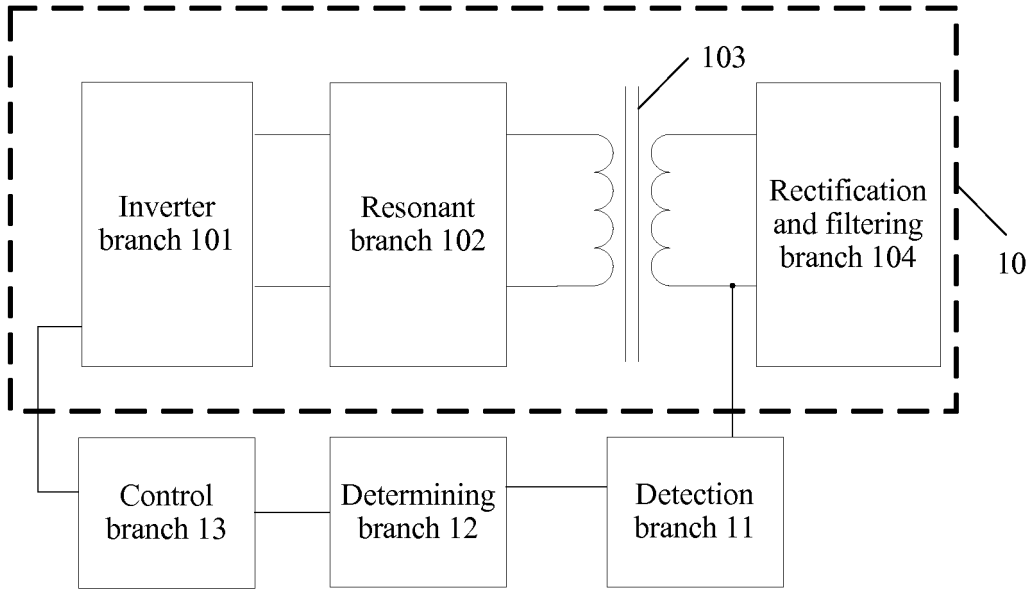 103
Inverter
branch 101
Resonant
branch 102
Rectification
and filtering
branch 104
10
Control
branch 13
Determining
branch 12
Detection
branch 11